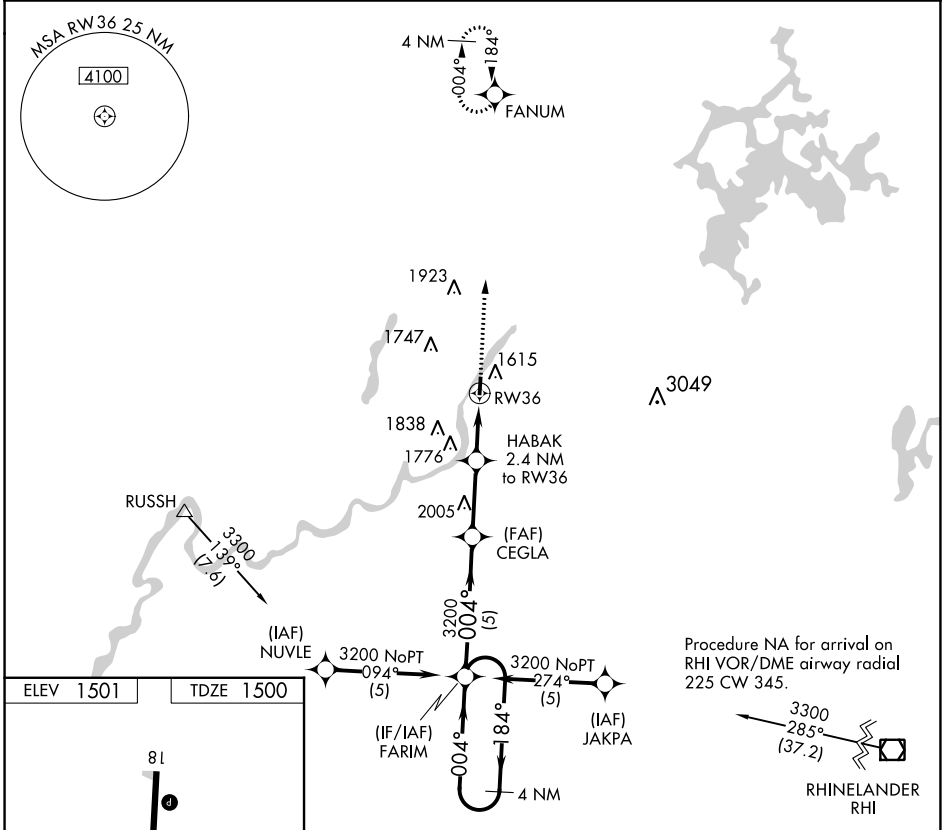 MSA RW36 25 NM
4100
4 NM
004°
184°
FANUM
1923
1747
1615
RW36
3049
1838
1776
HABAK
2.4 NM
to RW36
RUSSH
2005
(FAF)
CEGLA
3300
139°
(7.6)
3200
004°
(5)
(IAF)
NUVLE
3200 NoPT
094°
(5)
3200 NoPT
274°
(5)
(IF/IAF)
FARIM
(IAF)
JAKPA
004°
184°
4 NM
Procedure NA for arrival on
RHI VOR/DME airway radial
225 CW 345.
3300
285°
(37.2)
RHINELANDER
RHI
ELEV 1501
TDZE 1500
18
P